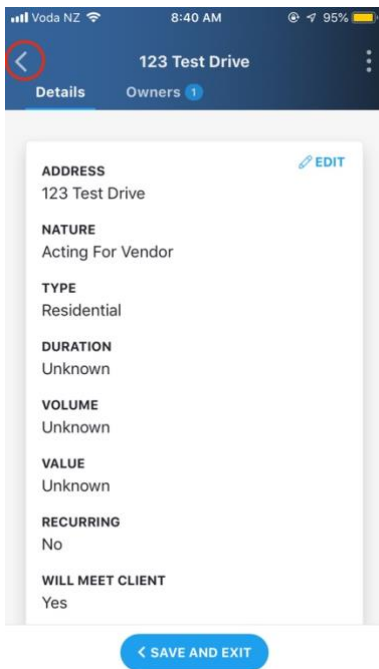 Voda NZ 8:40 AM 95%
123 Test Drive
Details Owners 1
EDIT
ADDRESS
123 Test Drive
NATURE
Acting For Vendor
TYPE
Residential
DURATION
Unknown
VOLUME
Unknown
VALUE
Unknown
RECURRING
No
WILL MEET CLIENT
Yes
SAVE AND EXIT